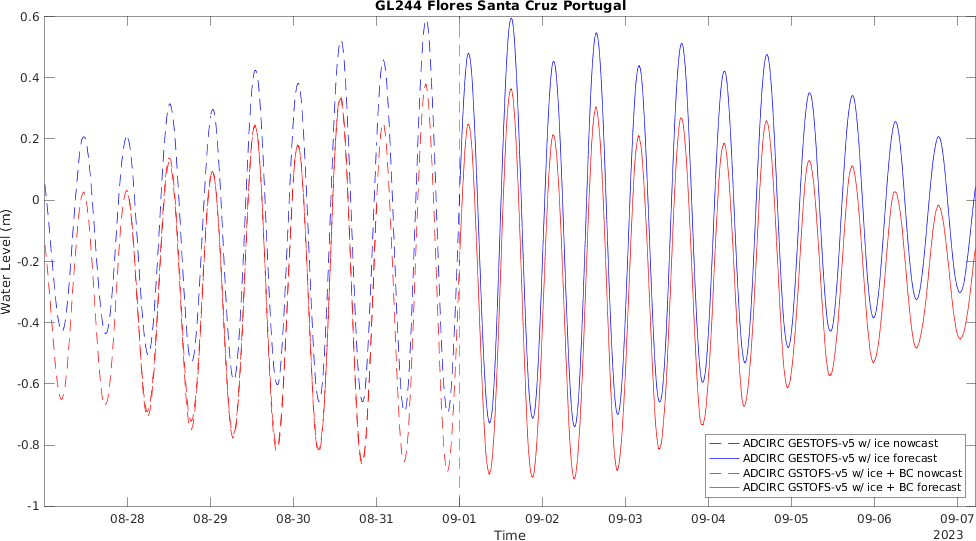 GL244 Flores Santa Cruz Portugal
0.6
0.4
0.2
0
-0.2
-0.4
-0.6
-0.8
-1
Water Level (m)
ADCIRC GESTOFS-v5 w/ ice nowcast
ADCIRC GESTOFS-v5 w/ ice forecast
ADCIRC GSTOFS-v5 w/ ice + BC nowcast
ADCIRC GSTOFS-v5 w/ ice + BC forecast
08-28 08-29 08-30 08-31 09-01 09-02 09-03 09-04 09-05 09-06 09-07
Time
2023